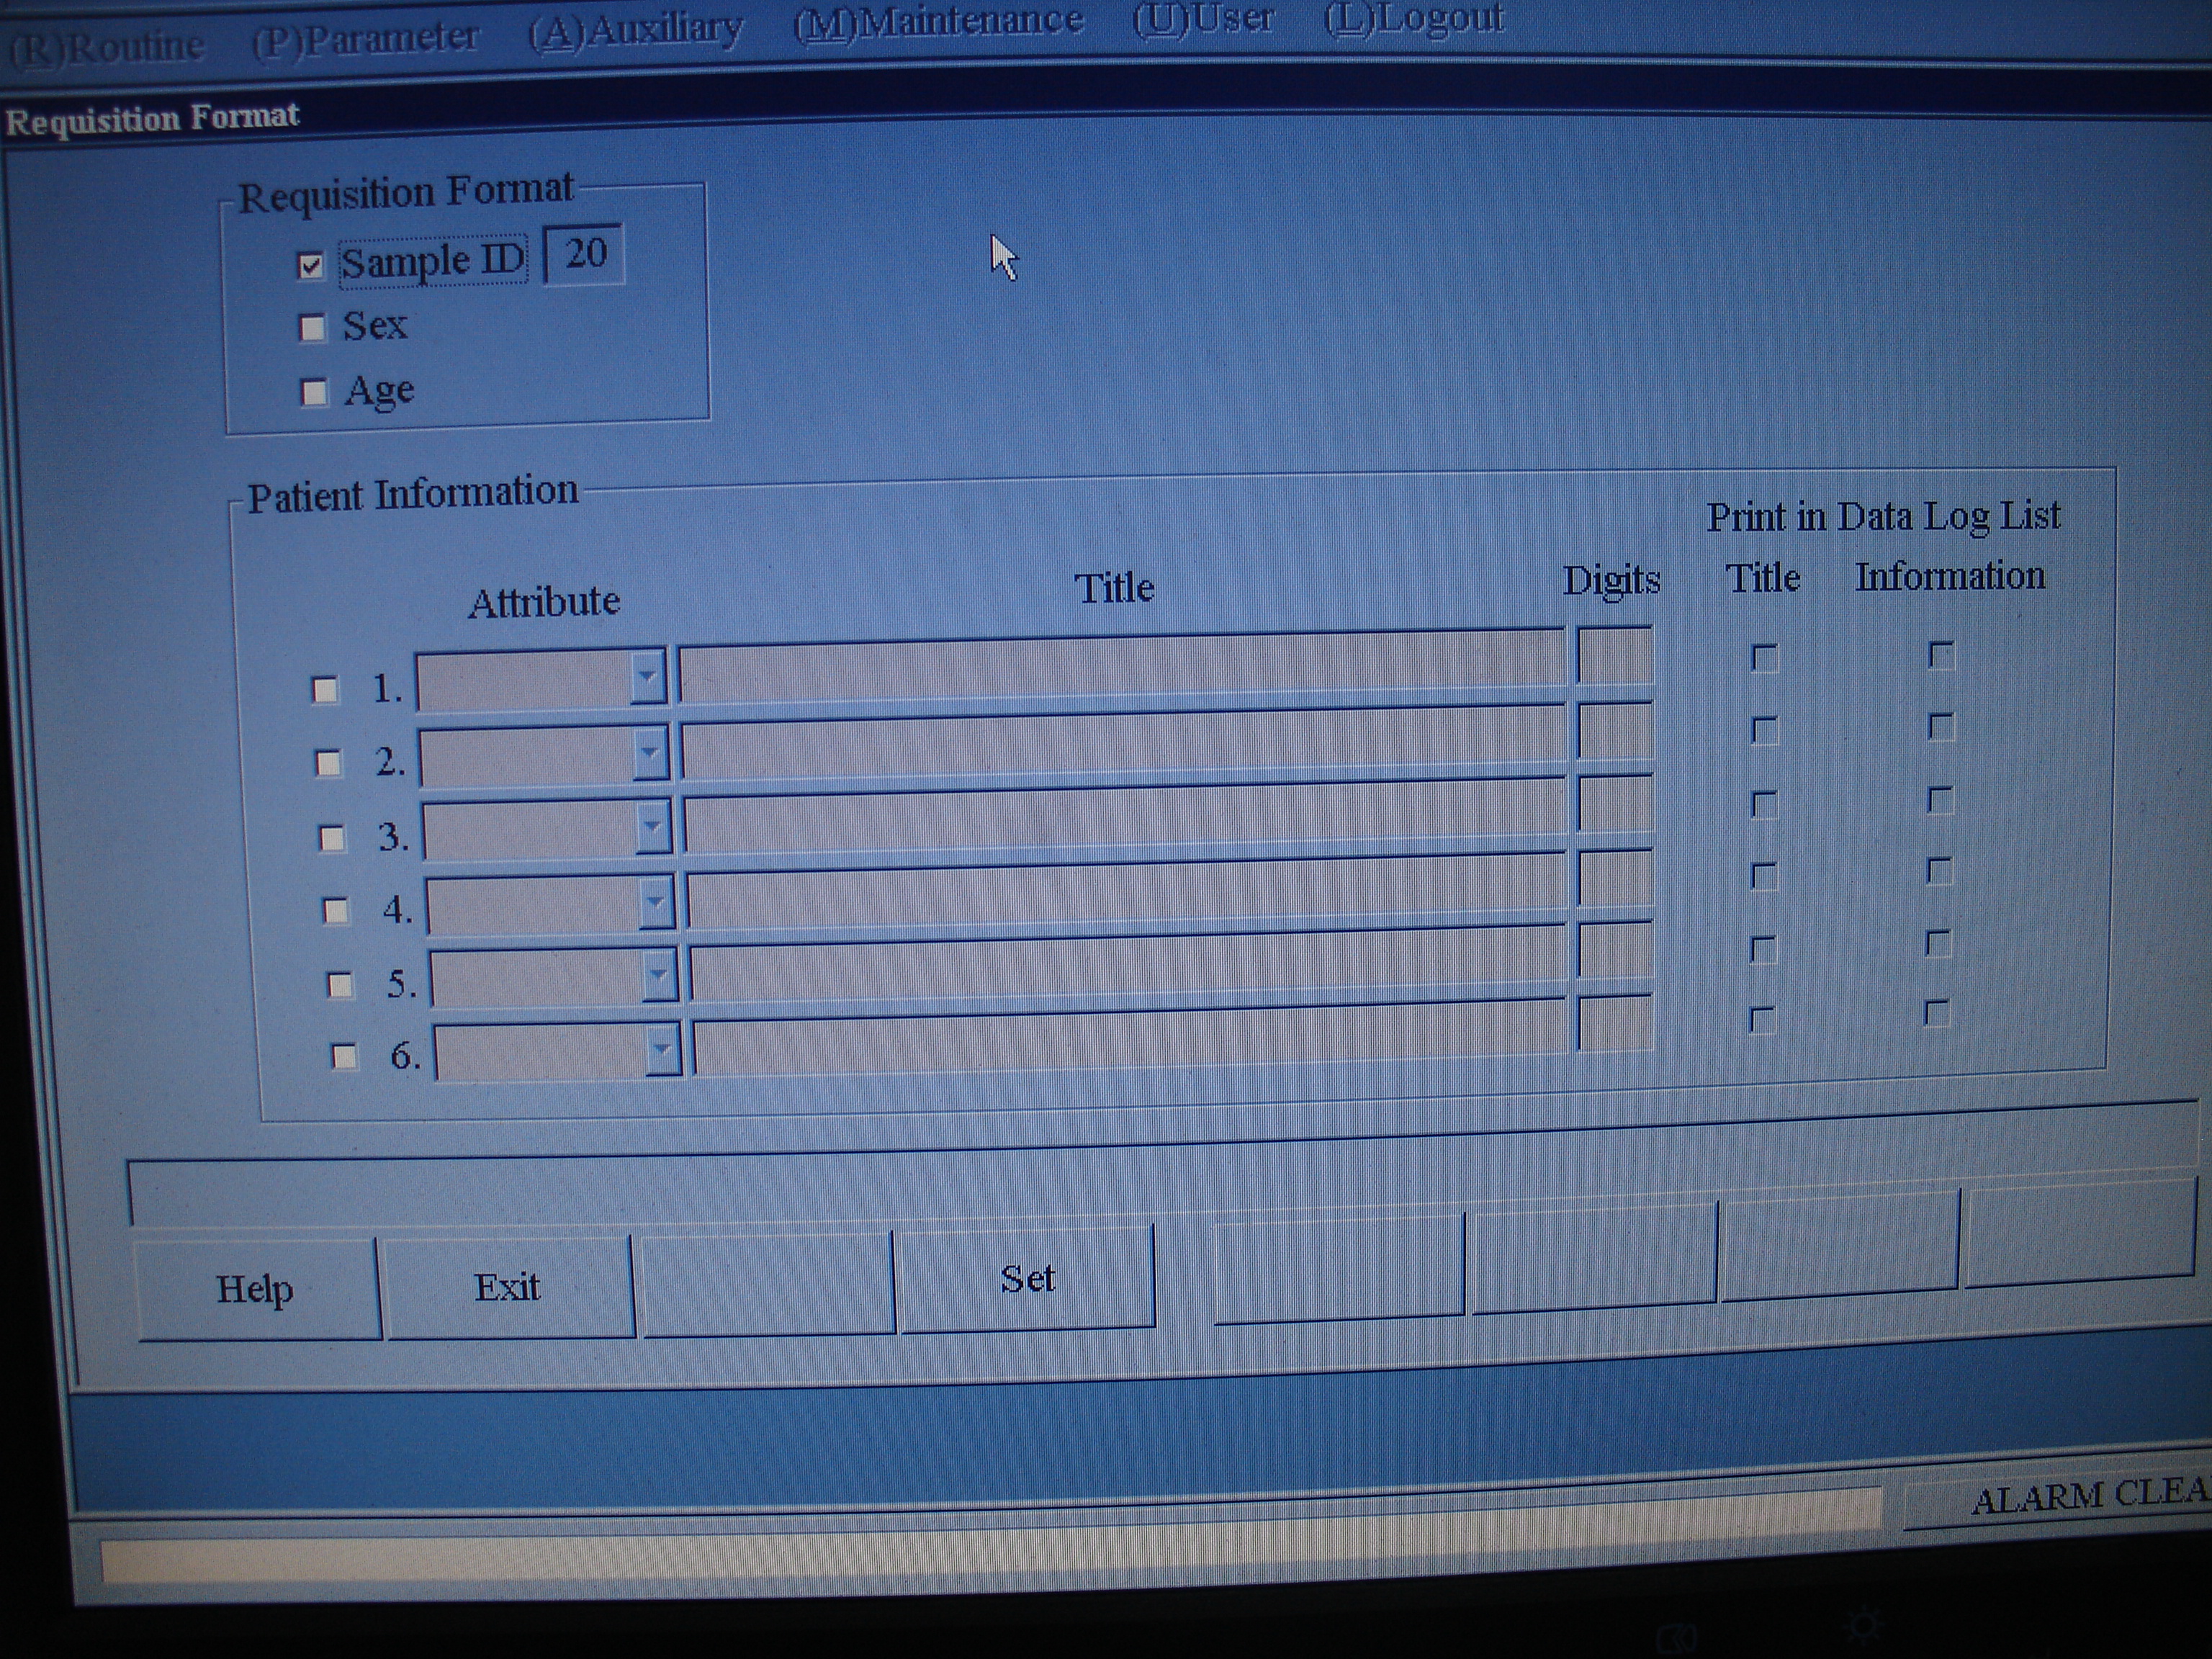 (R)Routine (P)Parameter (A)Auxiliary (M)Maintenance (U)User (L)Logout
Requisition Format
Requisition Format
Sample ID 20
Sex
Age
Patient Information
Print in Data Log List
Attribute Title Digits Title Information
1.
2.
3.
4.
5.
6.
Help Exit Set
ALARM CLEA